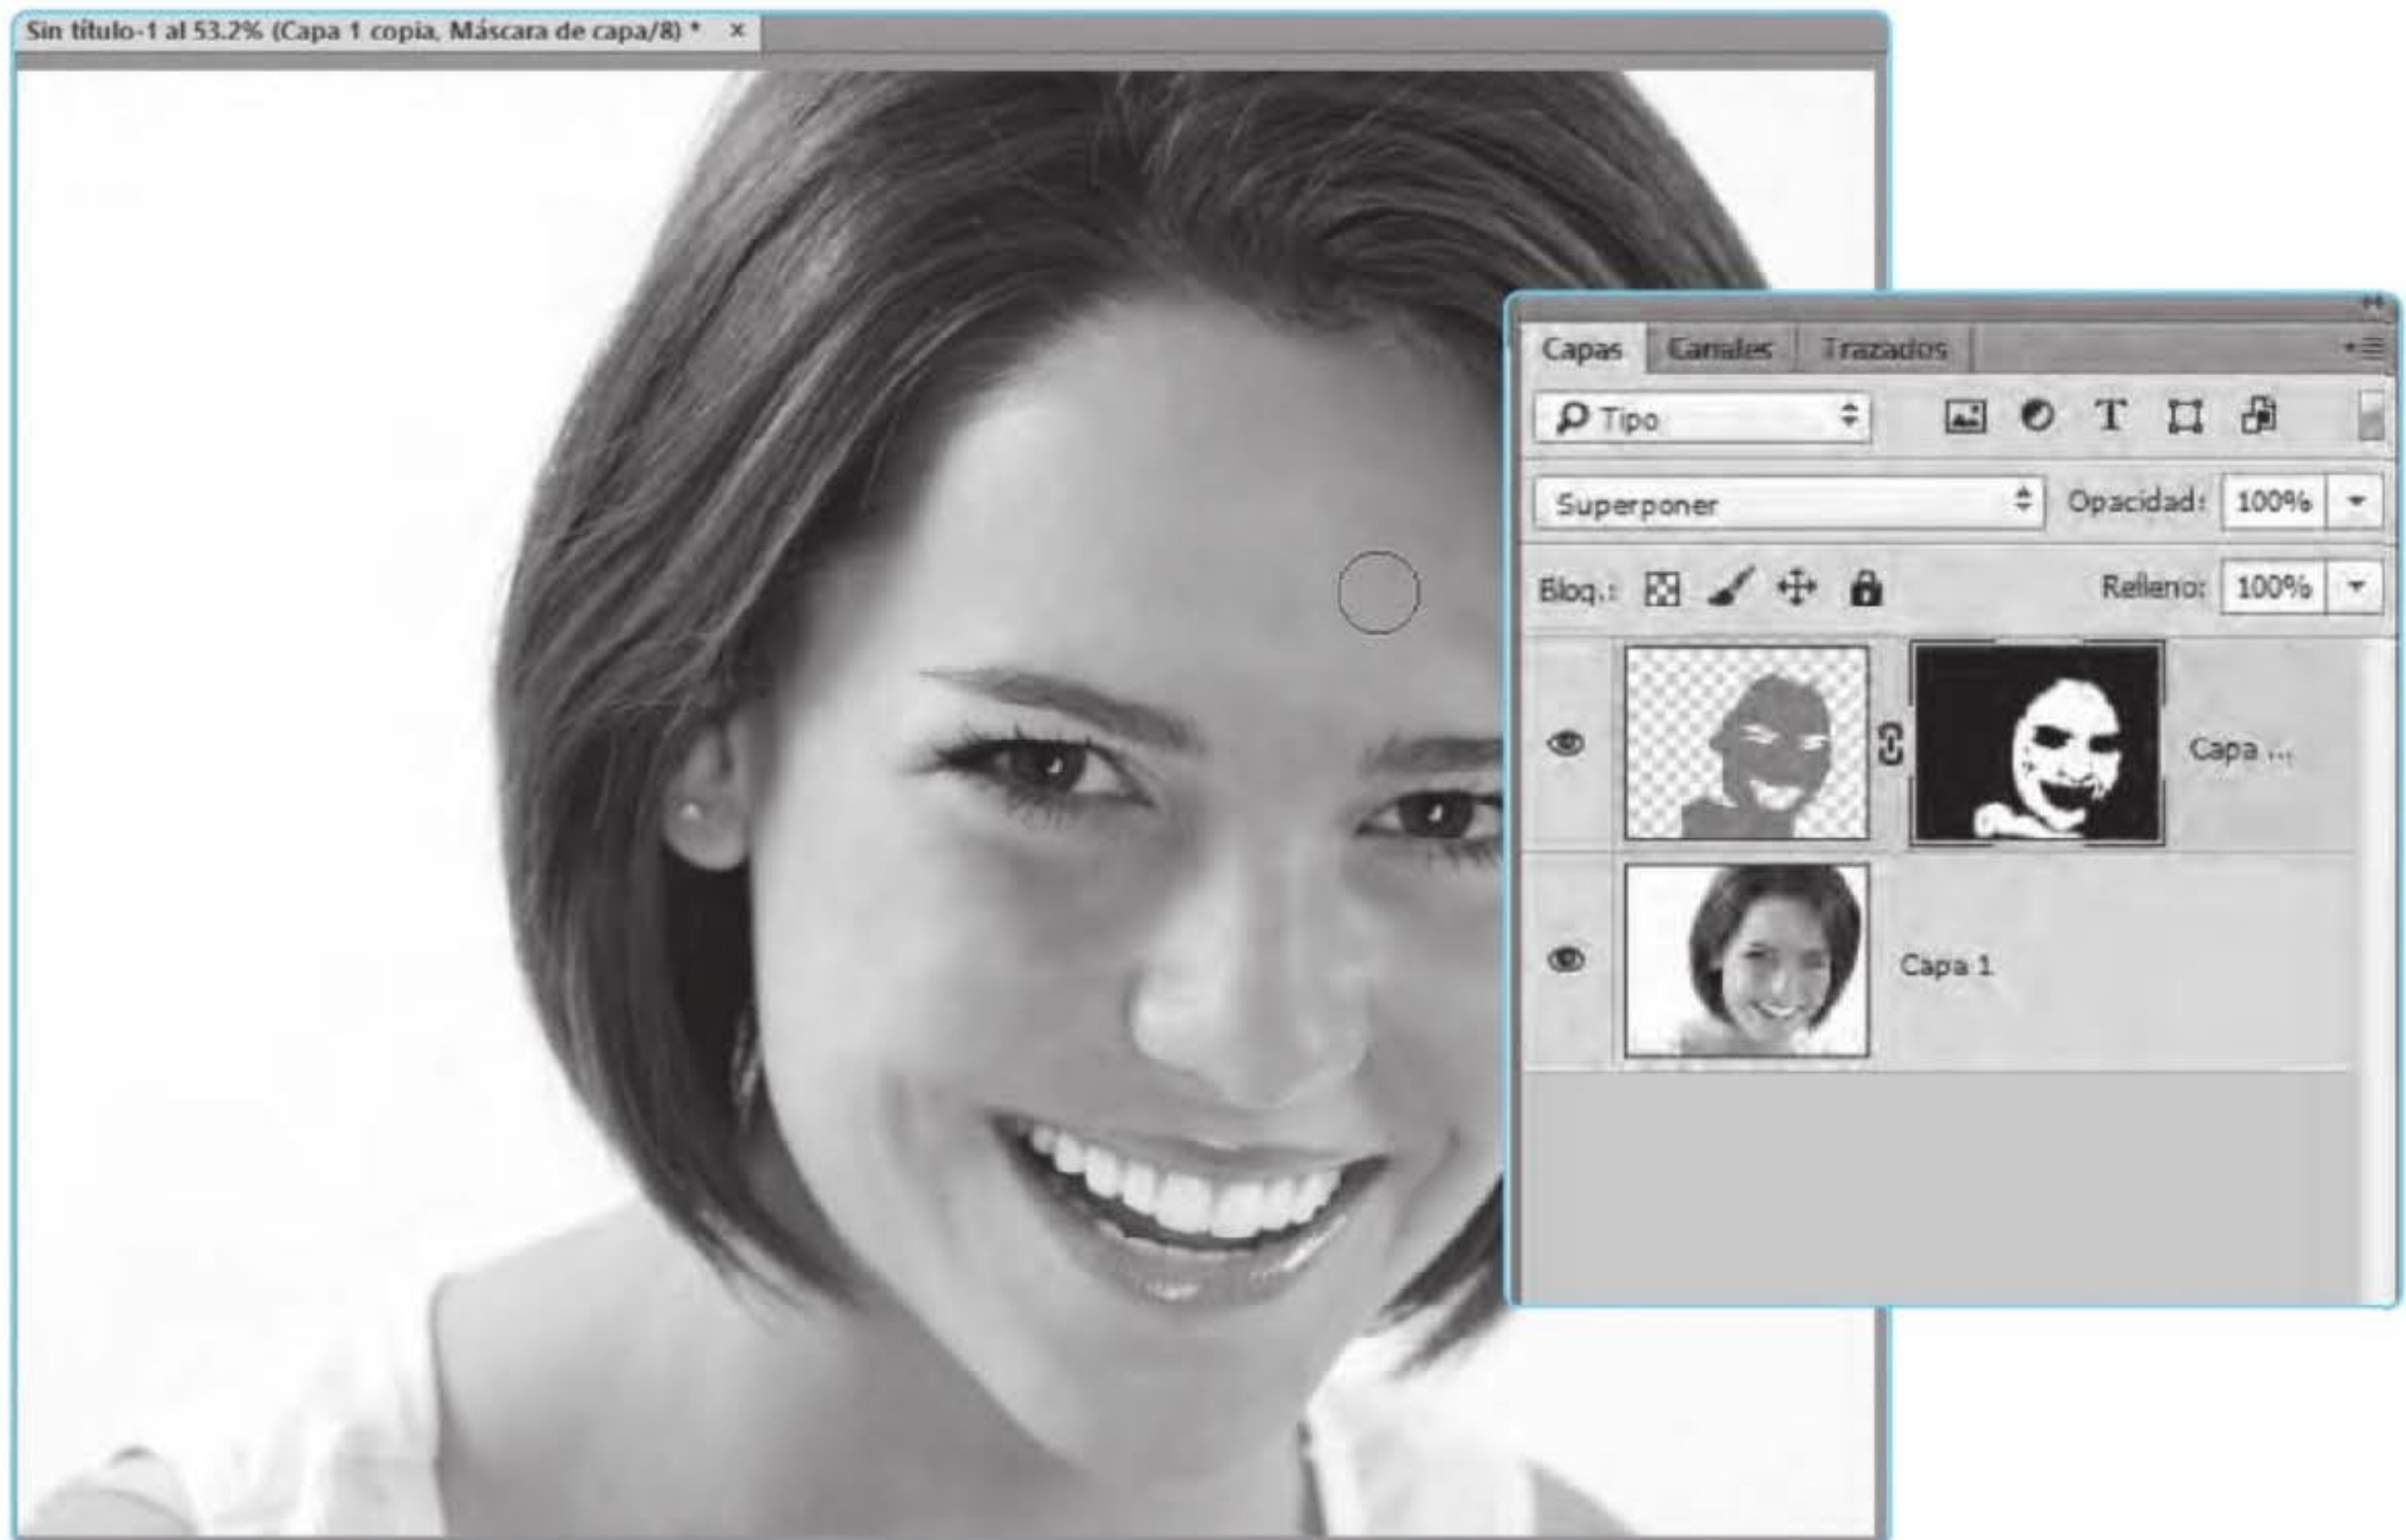 Sin título-1 al 53.2% (Capa 1 copia, Máscara de capa/8) * x
Capas Canales Trazados
Tipo T
Superponer Opacidad: 100%
Bloq.: Relleno: 100%
Capa ...
Capa 1